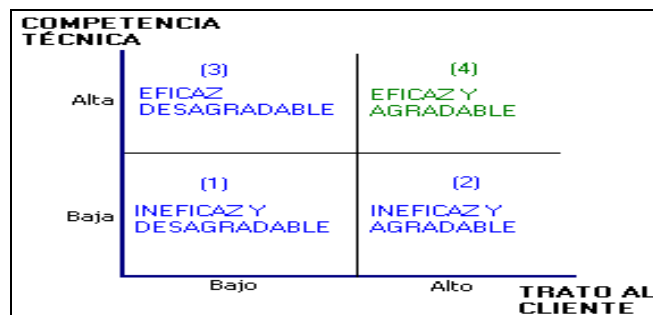 COMPETENCIA
TÉCNICA
(3)
(4)
Alta
EFICAZ
DESAGRADABLE
EFICAZ Y
AGRADABLE
(1)
(2)
Baja
INEFICAZ Y
DESAGRADABLE
INEFICAZ Y
AGRADABLE
Bajo
Alto
TRATO AL
CLIENTE